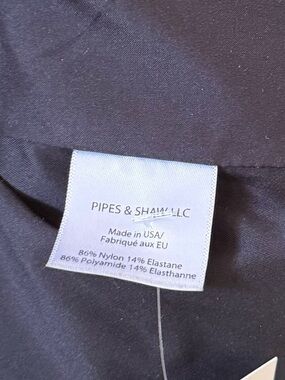 PIPES & SHAW LLC
Made in USA/
Fabriqué aux EU
86% Nylon 14% Elastane
86% Polyamide 14% Elasthanne